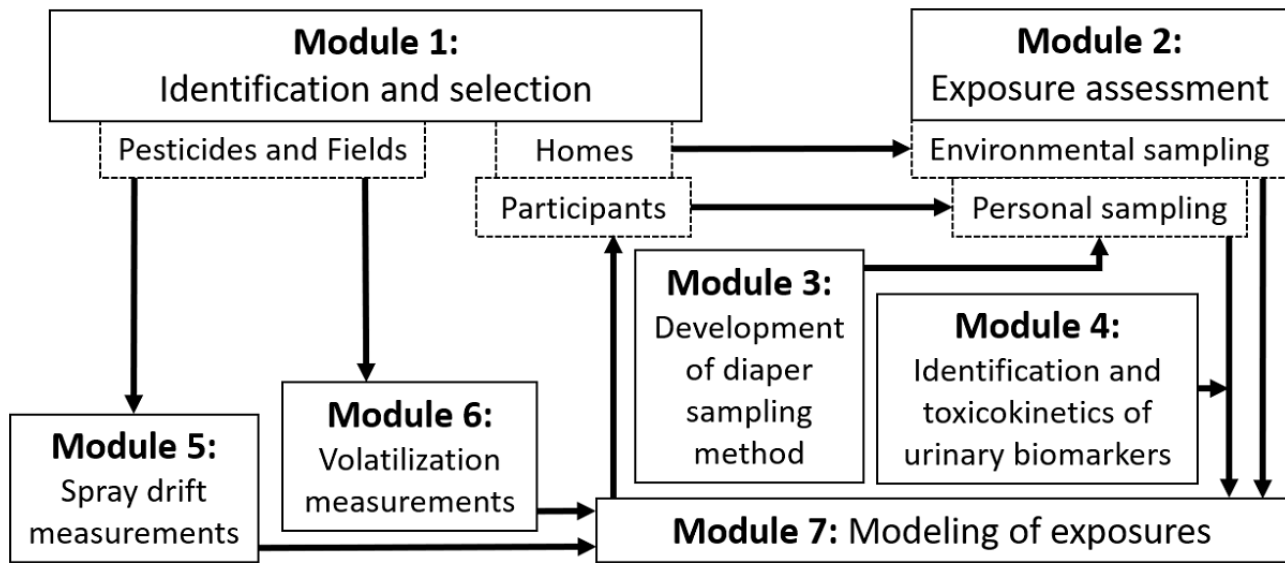 Module 1:
Identification and selection
Pesticides and Fields
Homes
Participants
Module 2:
Exposure assessment
Environmental sampling
Personal sampling
Module 3:
Development
of diaper
sampling
method
Module 4:
Identification and
toxicokinetics of
urinary biomarkers
Module 5:
Spray drift
measurements
Module 6:
Volatilization
measurements
Module 7: Modeling of exposures